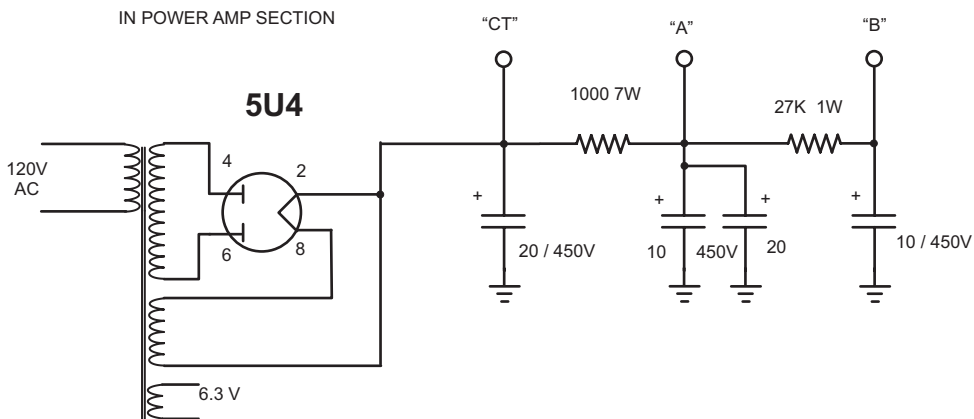 IN POWER AMP SECTION
“CT”
“A”
“B”
5U4
1000 7W
27K 1W
120V
AC
4
2
6
8
+
20 / 450V
+
10
450V
+
20
+
10 / 450V
6.3 V